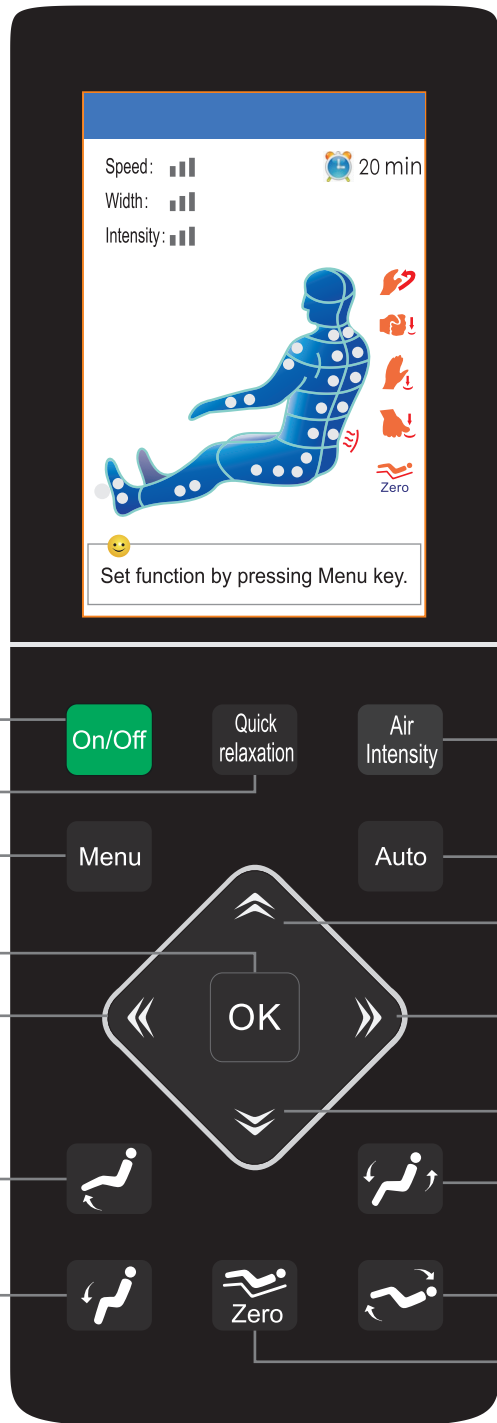 Speed:
20 min
Width:
Intensity:
Zero
Set function by pressing Menu key.
On/Off
Quick
relaxation
Air
Intensity
Menu
Auto
OK
Zero